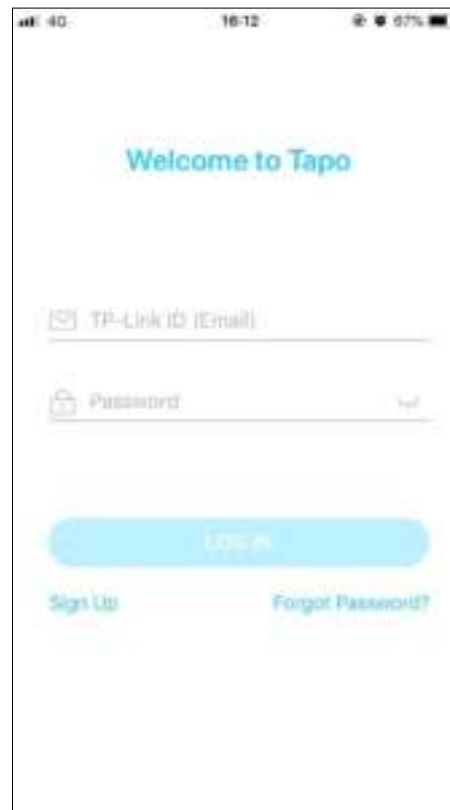 4G 16:12 67%
Welcome to Tapo
TP-Link ID (Email)
Password
LOG IN
Sign Up Forgot Password?